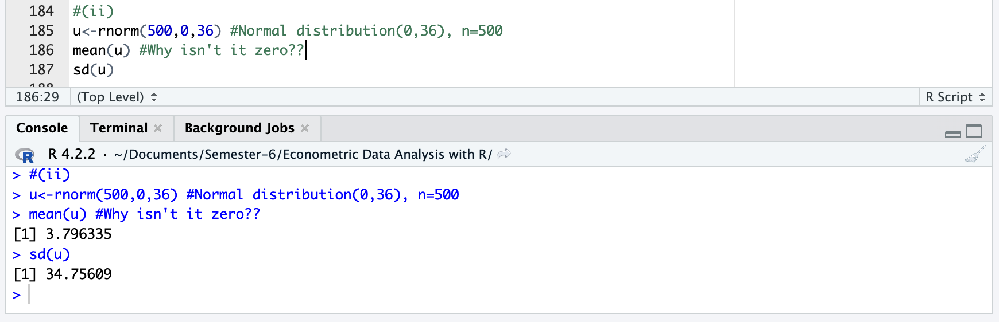 184 #(ii)
185 u<-rnorm(500,0,36) #Normal distribution(0,36), n=500
186 mean(u) #Why isn't it zero??
187 sd(u)
186:29 (Top Level) R Script
Console Terminal Background Jobs
R R 4.2.2 · ~/Documents/Semester-6/Econometric Data Analysis with R/
> #(ii)
> u<-rnorm(500,0,36) #Normal distribution(0,36), n=500
> mean(u) #Why isn't it zero??
[1] 3.796335
> sd(u)
[1] 34.75609
>